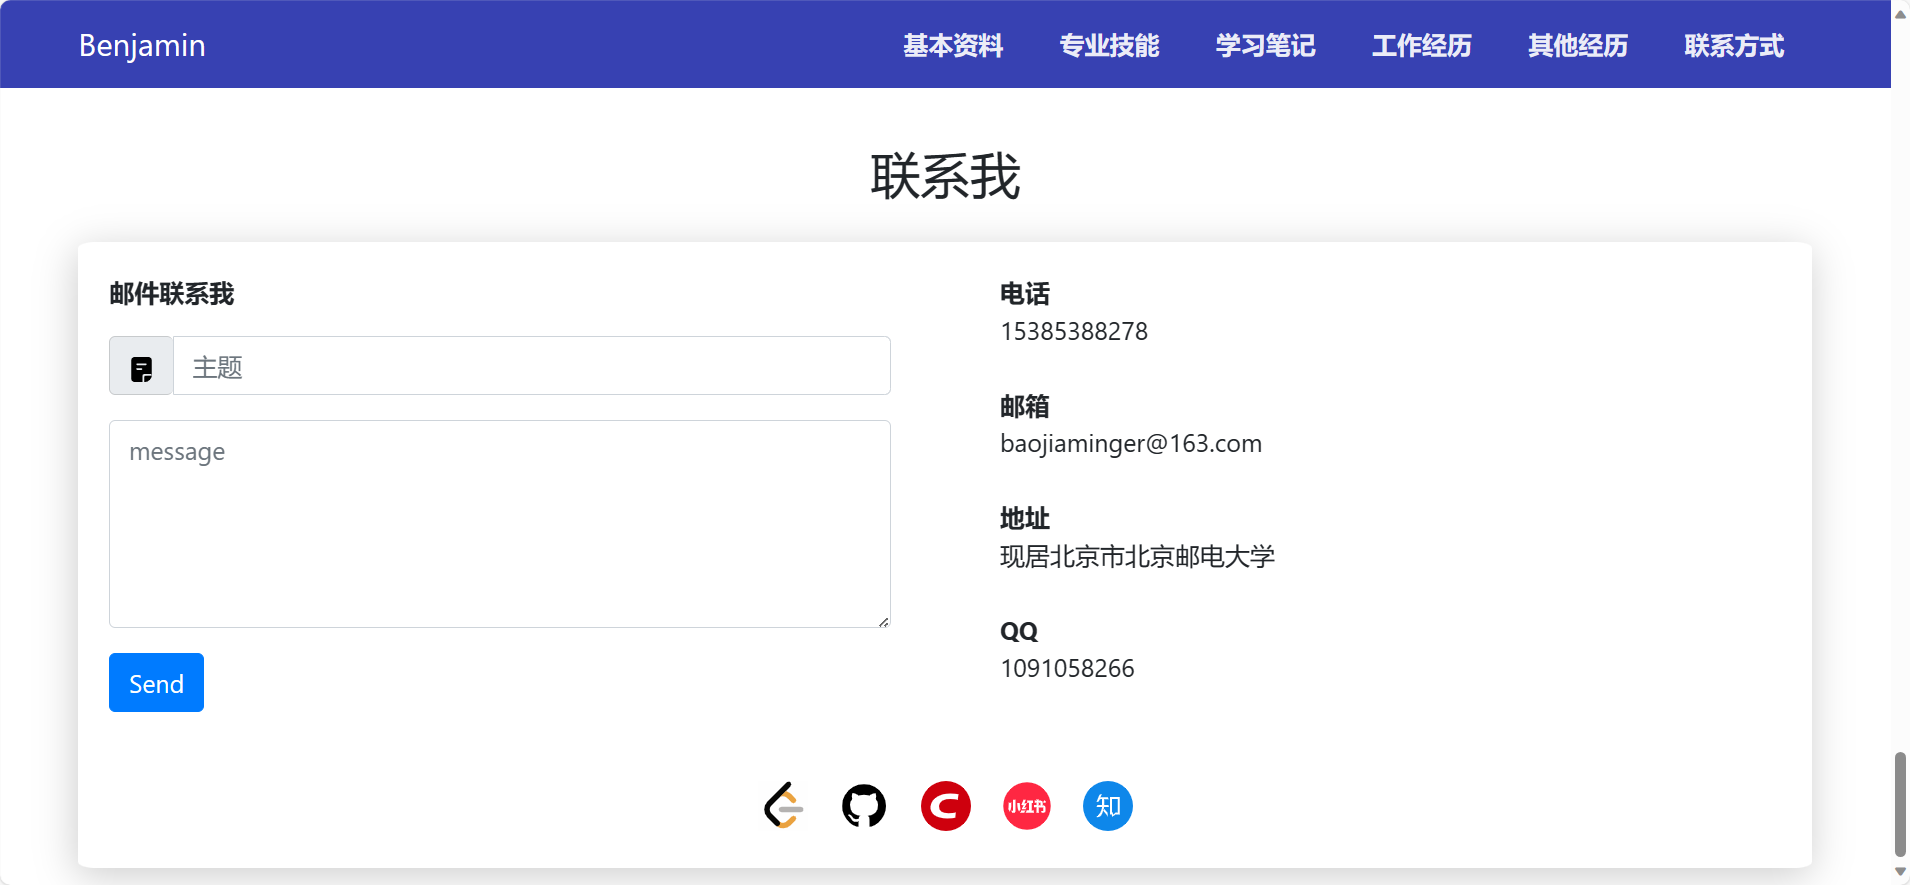 Benjamin
基本资料 专业技能 学习笔记 工作经历 其他经历 联系方式
联系我
邮件联系我
主题
message
Send
电话
15385388278
邮箱
baojiaminger@163.com
地址
现居北京市北京邮电大学
QQ
1091058266
小红书
知